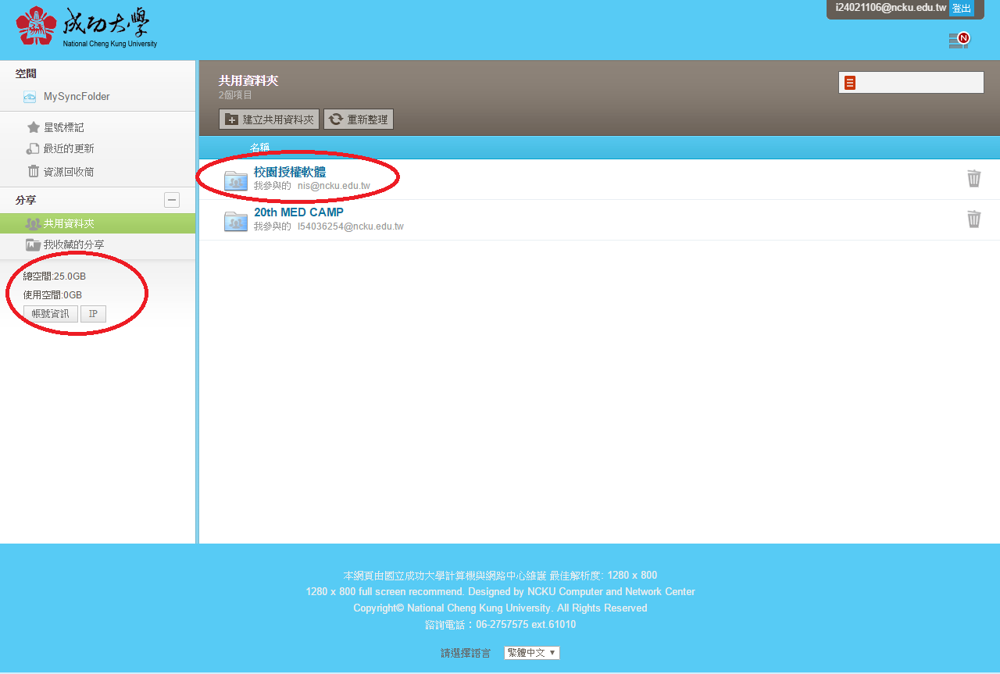 成功大學
National Cheng Kung University
i24021106@ncku.edu.tw 登出
N
空間
MySyncFolder
星號標記
最近的更新
資源回收筒
分享
共用資料夾
我收藏的分享
總空間:25.0GB
使用空間:0GB
帳號資訊 IP
共用資料夾
2個項目
建立共用資料夾 重新整理
名稱
校園授權軟體
我參與的 nis@ncku.edu.tw
20th MED CAMP
我參與的 I54036254@ncku.edu.tw
本網頁由國立成功大學計算機與網路中心維護 最佳解析度: 1280 x 800
1280 x 800 full screen recommend. Designed by NCKU Computer and Network Center
Copyright© National Cheng Kung University. All Rights Reserved
諮詢電話：06-2757575 ext.61010
請選擇語言 繁體中文